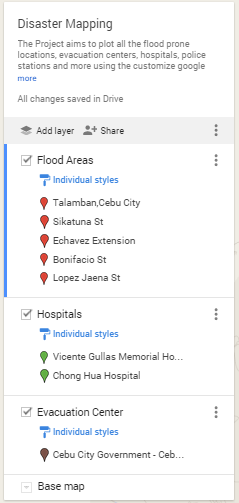 Disaster Mapping
The Project aims to plot all the flood prone
locations, evacuation centers, hospitals, police
stations and more using the customize google
more
All changes saved in Drive
Add layer Share
Flood Areas
Individual styles
Talamban,Cebu City
Sikatuna St
Echavez Extension
Bonifacio St
Lopez Jaena St
Hospitals
Individual styles
Vicente Gullas Memorial Ho...
Chong Hua Hospital
Evacuation Center
Individual styles
Cebu City Government - Ceb...
Base map